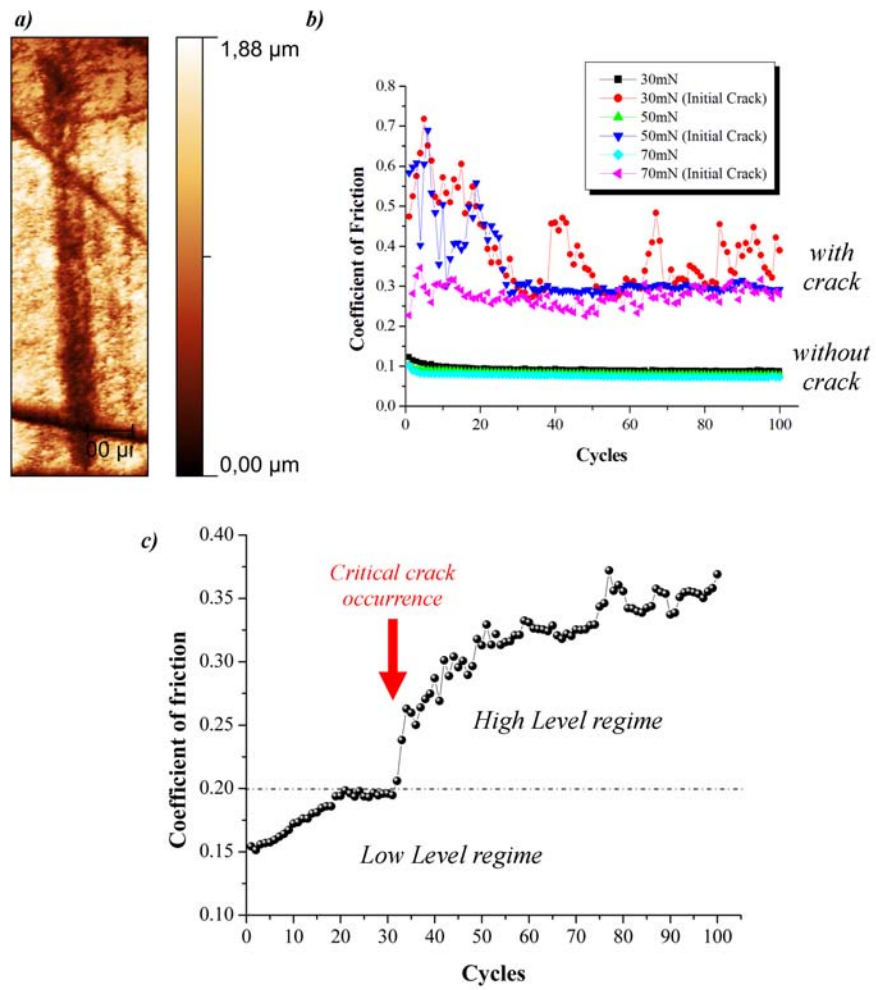 a)
1,88 µm
0,00 µm
00 µı
b)
Coefficient of Friction
0.8
0.7
0.6
0.5
0.4
0.3
0.2
0.1
0.0
0
20
40
60
80
100
Cycles
30mN
30mN (Initial Crack)
50mN
50mN (Initial Crack)
70mN
70mN (Initial Crack)
with
crack
without
crack
c)
Coefficient of friction
0.40
0.35
0.30
0.25
0.20
0.15
0.10
Critical crack
occurrence
High Level regime
Low Level regime
0
10
20
30
40
50
60
70
80
90
100
Cycles